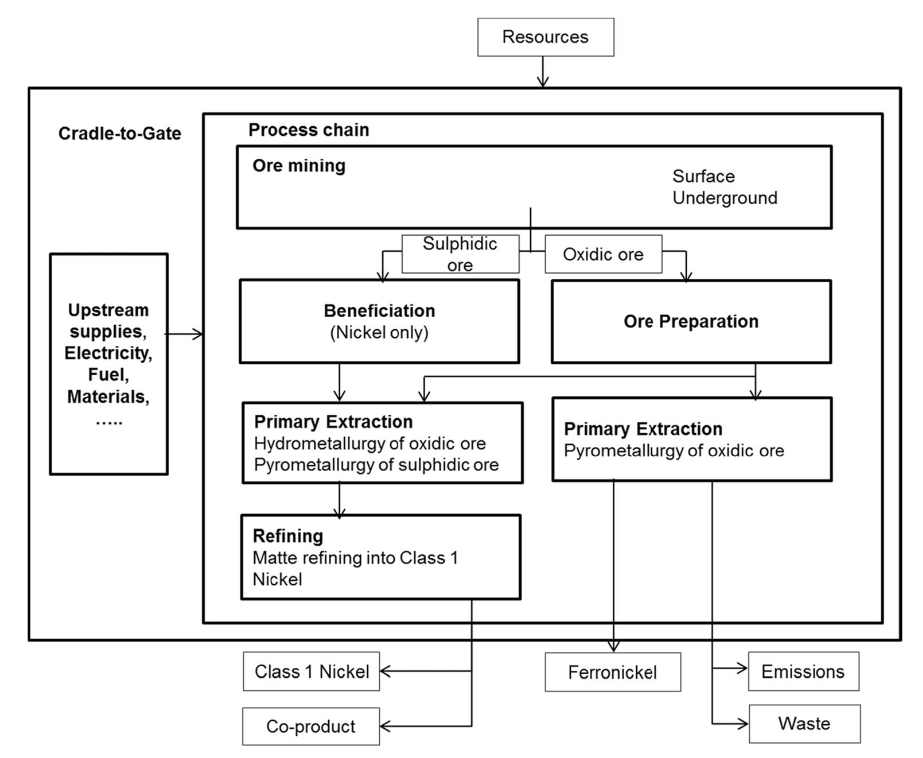 Resources
Cradle-to-Gate
Process chain
Ore mining
Surface
Underground
Sulphidic
ore
Oxidic ore
Upstream
supplies,
Electricity,
Fuel,
Materials,
.....
Beneficiation
(Nickel only)
Ore Preparation
Primary Extraction
Hydrometallurgy of oxidic ore
Pyrometallurgy of sulphidic ore
Primary Extraction
Pyrometallurgy of oxidic ore
Refining
Matte refining into Class 1
Nickel
Class 1 Nickel
Co-product
Ferronickel
Emissions
Waste